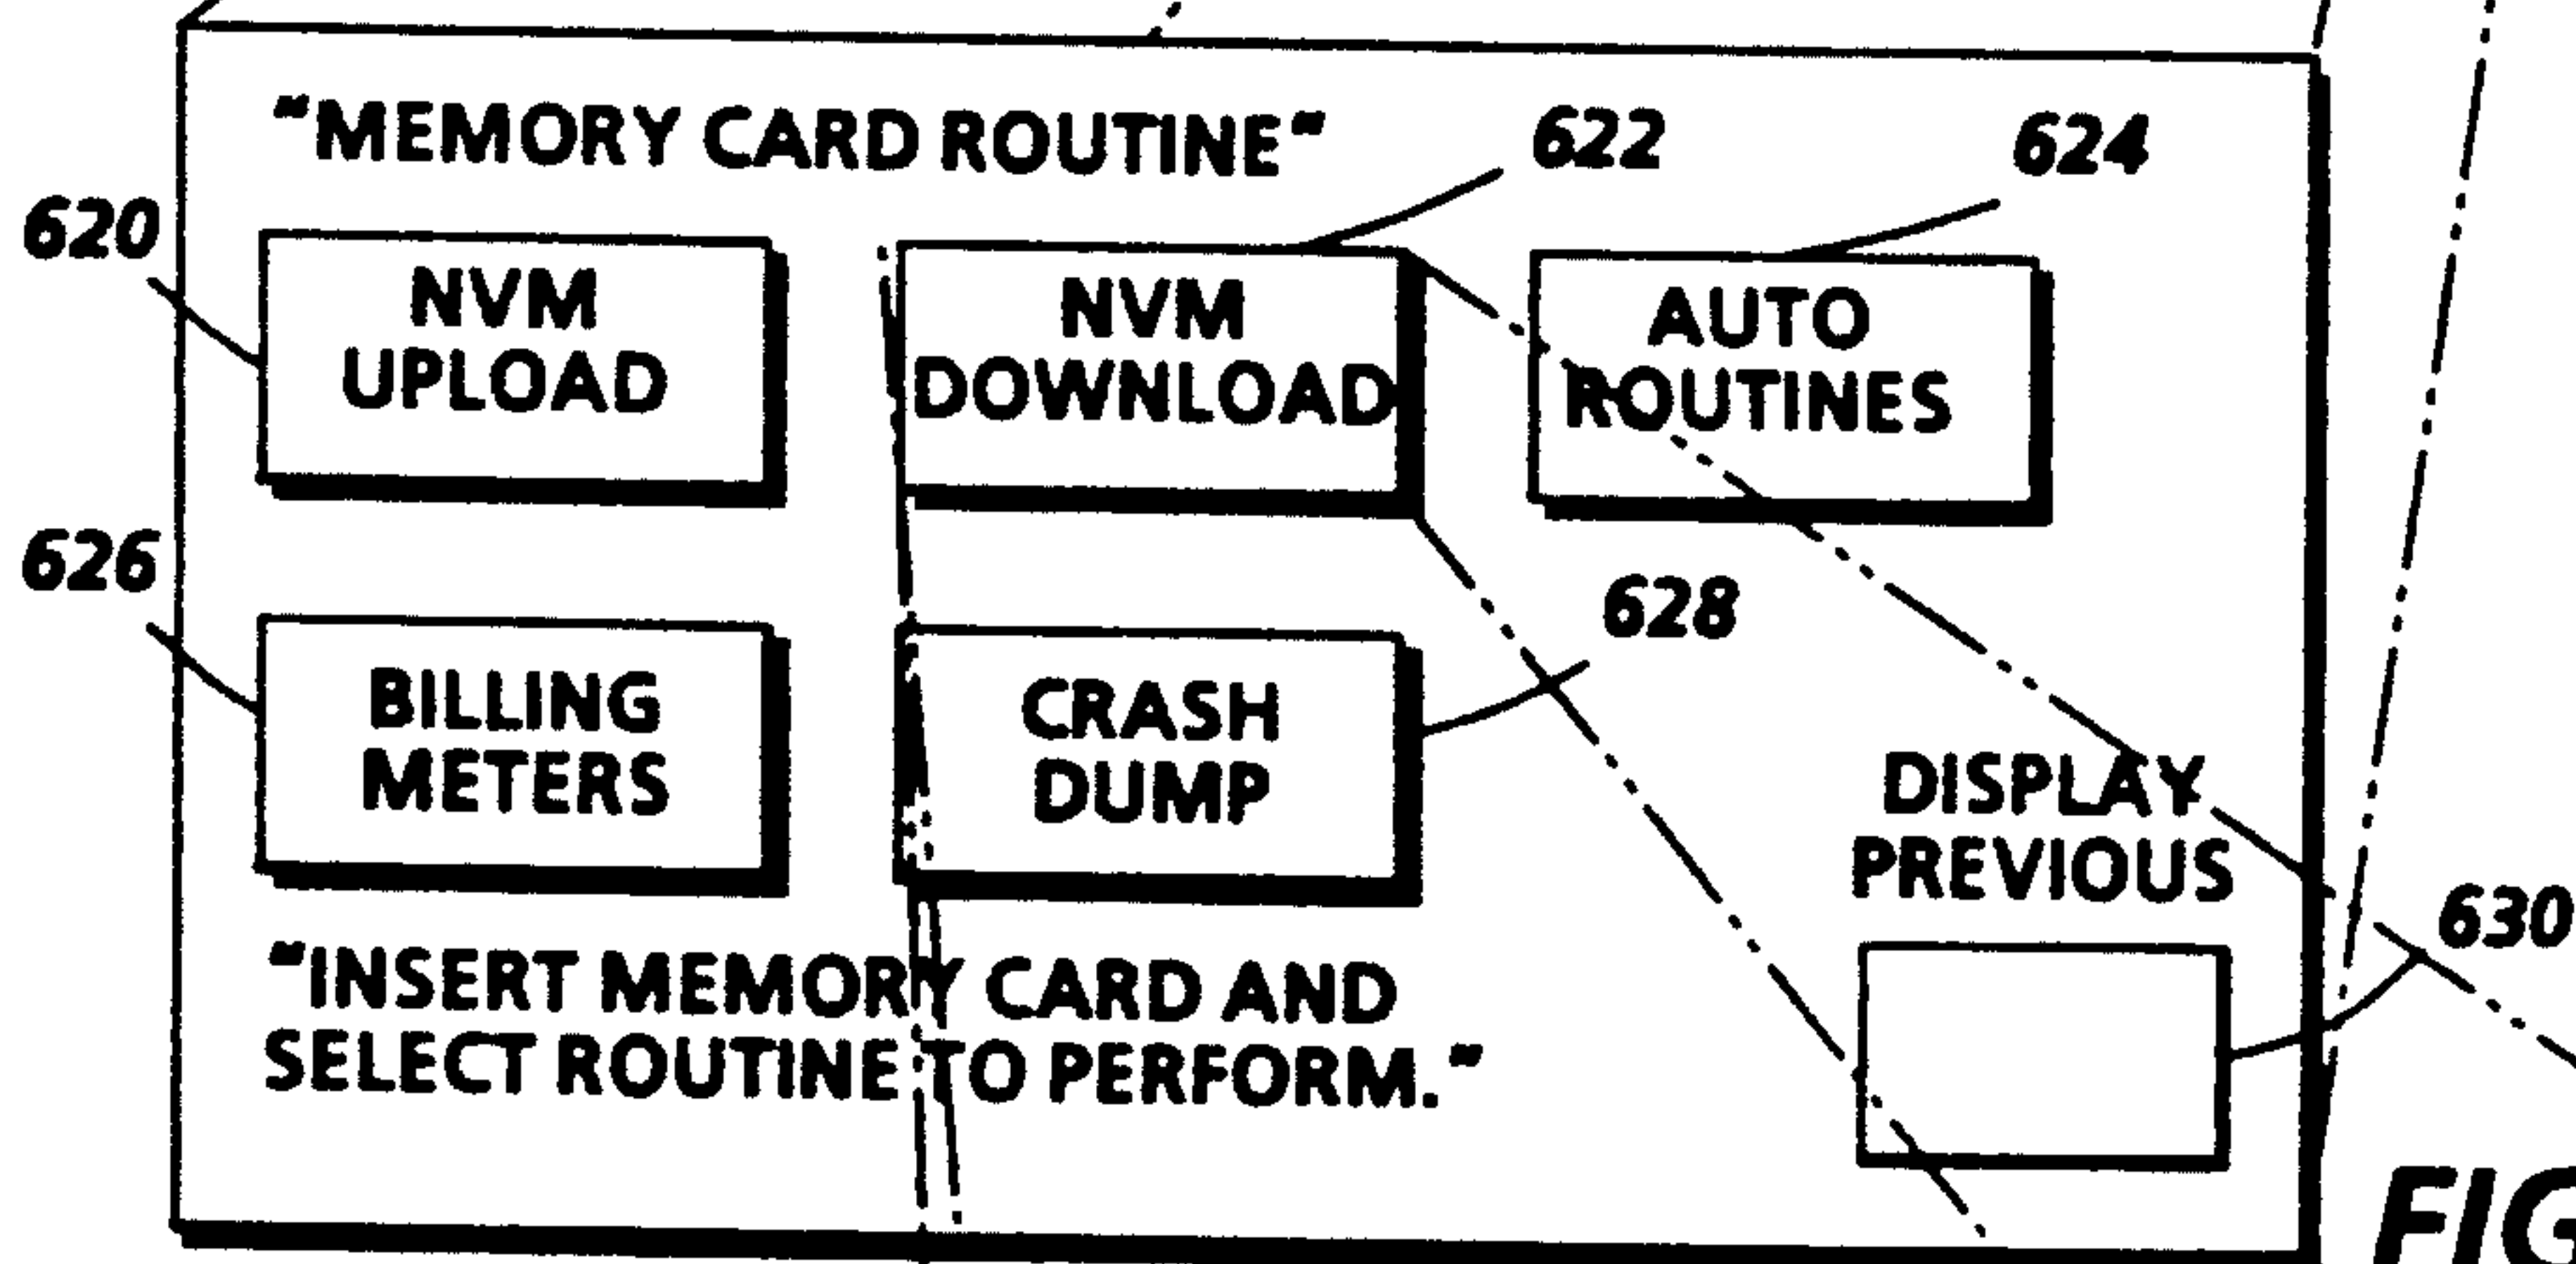 "MEMORY CARD ROUTINE"
622
624
620
NVM
UPLOAD
NVM
DOWNLOAD
AUTO
ROUTINES
626
628
BILLING
METERS
CRASH
DUMP
DISPLAY
PREVIOUS
630
"INSERT MEMORY CARD AND
SELECT ROUTINE TO PERFORM."